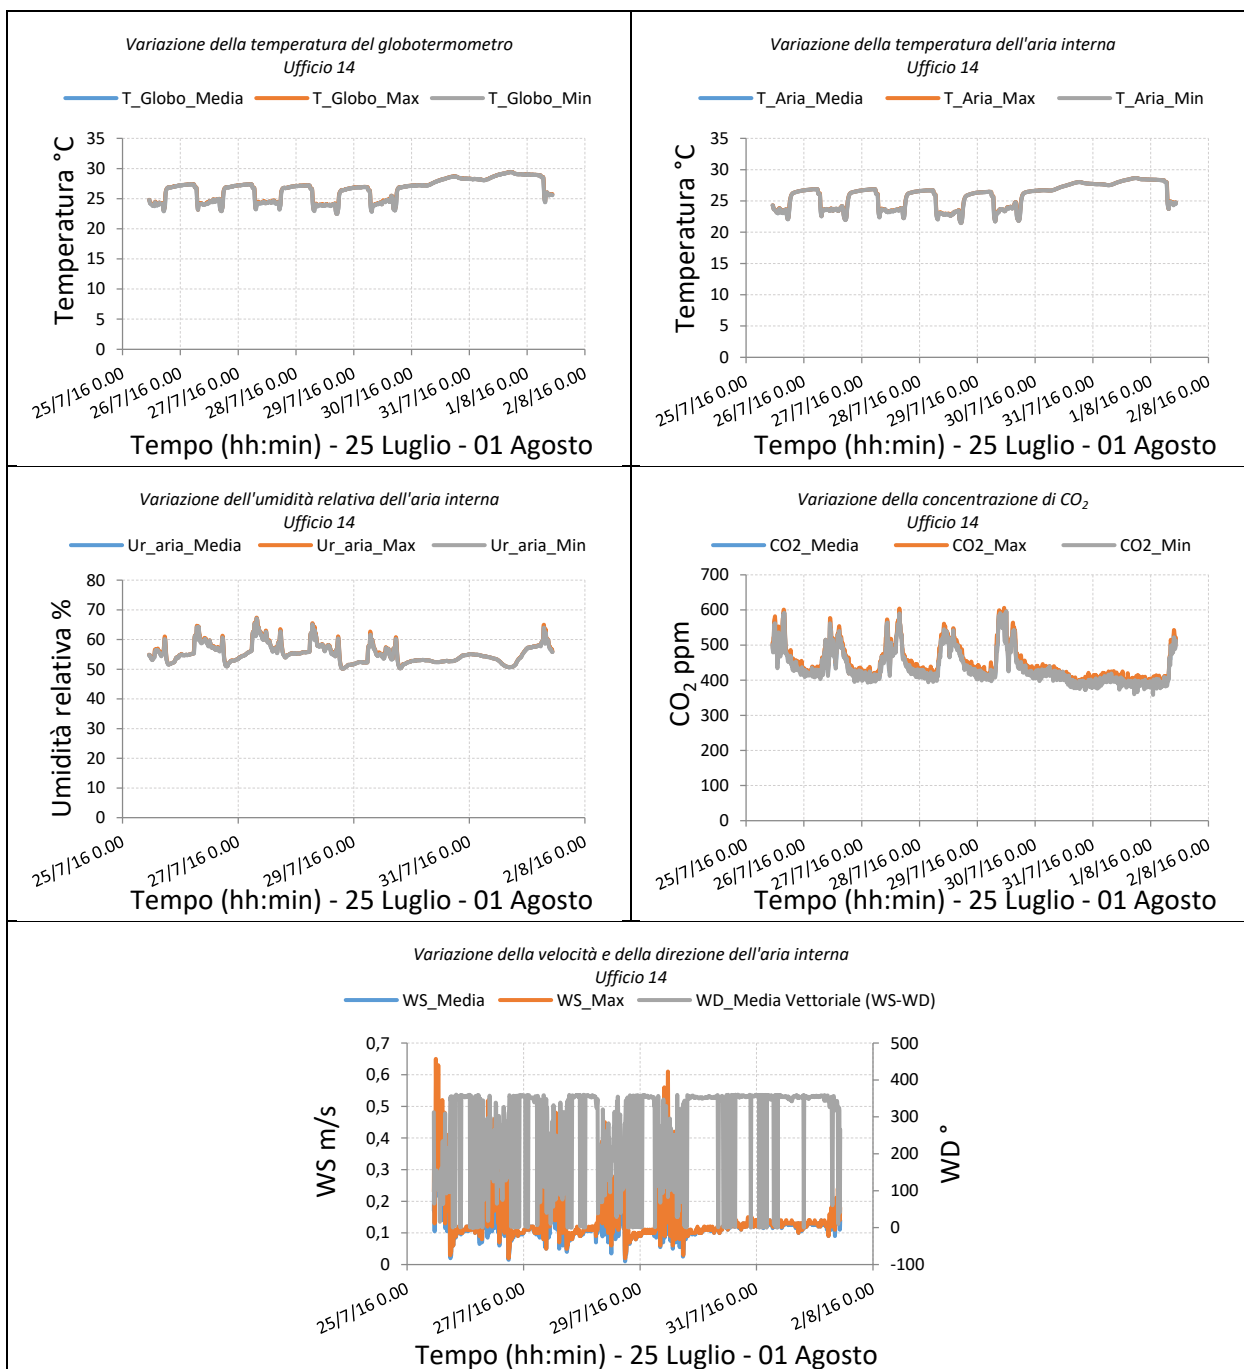 Variazione della temperatura del globotermometro
Ufficio 14
T_Globo_Media T_Globo_Max T_Globo_Min
35
30
25
20
15
10
5
0
Temperatura °C
25/7/16 0.00 26/7/16 0.00 27/7/16 0.00 28/7/16 0.00 29/7/16 0.00 30/7/16 0.00 31/7/16 0.00 1/8/16 0.00 2/8/16 0.00
Tempo (hh:min) - 25 Luglio - 01 Agosto
Variazione della temperatura dell'aria interna
Ufficio 14
T_Aria_Media T_Aria_Max T_Aria_Min
35
30
25
20
15
10
5
0
Temperatura °C
25/7/16 0.00 26/7/16 0.00 27/7/16 0.00 28/7/16 0.00 29/7/16 0.00 30/7/16 0.00 31/7/16 0.00 1/8/16 0.00 2/8/16 0.00
Tempo (hh:min) - 25 Luglio - 01 Agosto
Variazione dell'umidità relativa dell'aria interna
Ufficio 14
Ur_aria_Media Ur_aria_Max Ur_aria_Min
80
70
60
50
40
30
20
10
0
Umidità relativa %
25/7/16 0.00 27/7/16 0.00 29/7/16 0.00 31/7/16 0.00 2/8/16 0.00
Tempo (hh:min) - 25 Luglio - 01 Agosto
Variazione della concentrazione di CO₂
Ufficio 14
CO2_Media CO2_Max CO2_Min
700
600
500
400
300
200
100
0
CO₂ ppm
25/7/16 0.00 26/7/16 0.00 27/7/16 0.00 28/7/16 0.00 29/7/16 0.00 30/7/16 0.00 31/7/16 0.00 1/8/16 0.00 2/8/16 0.00
Tempo (hh:min) - 25 Luglio - 01 Agosto
Variazione della velocità e della direzione dell'aria interna
Ufficio 14
WS_Media WS_Max WD_Media Vettoriale (WS-WD)
0,7
0,6
0,5
0,4
0,3
0,2
0,1
0
WS m/s
500
400
300
200
100
0
-100
WD °
25/7/16 0.00 27/7/16 0.00 29/7/16 0.00 31/7/16 0.00 2/8/16 0.00
Tempo (hh:min) - 25 Luglio - 01 Agosto